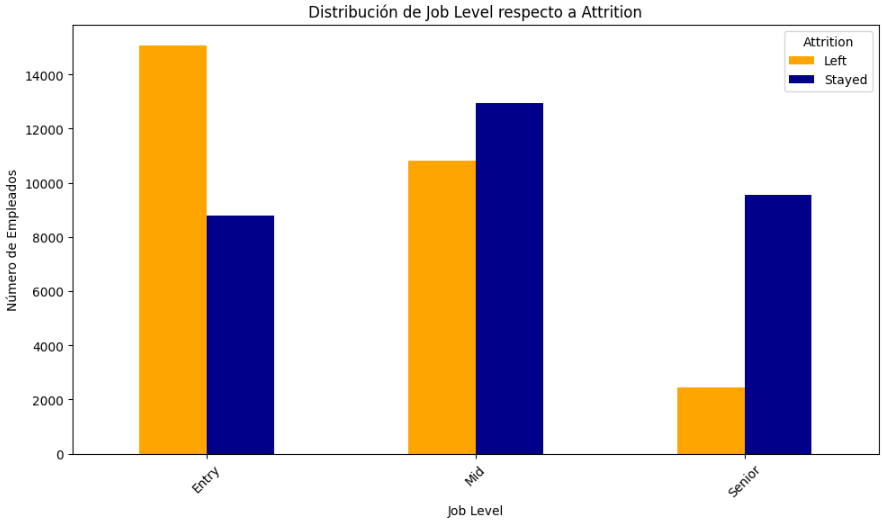 Distribución de Job Level respecto a Attrition
Attrition
Left
Stayed
Número de Empleados
14000
12000
10000
8000
6000
4000
2000
0
Entry
Mid
Senior
Job Level